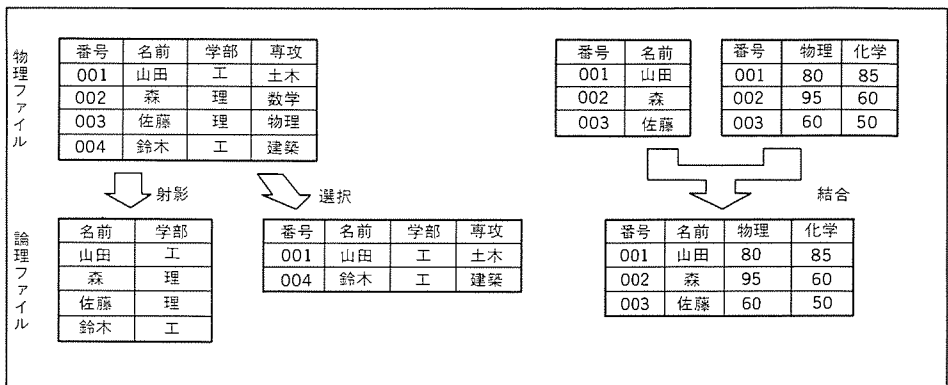 物理ファイル
番号 名前 学部 専攻
001 山田 工 土木
002 森 理 数学
003 佐藤 理 物理
004 鈴木 工 建築
番号 名前
001 山田
002 森
003 佐藤
番号 物理 化学
001 80 85
002 95 60
003 60 50
射影
選択
結合
論理ファイル
名前 学部
山田 工
森 理
佐藤 理
鈴木 工
番号 名前 学部 専攻
001 山田 工 土木
004 鈴木 工 建築
番号 名前 物理 化学
001 山田 80 85
002 森 95 60
003 佐藤 60 50